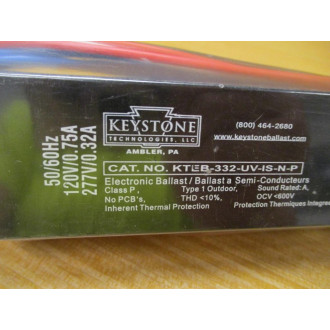 KEYSTONE
TECHNOLOGIES, LLC
AMBLER, PA
(800) 464-2680
www.keystoneballast.com
50/60Hz
120V/0.75A
277V/0.32A
CAT. NO. KTEB-332-UV-IS-N-P
Electronic Ballast / Ballast a Semi-Conducteurs
Class P, Type 1 Outdoor, Sound Rated: A,
No PCB's, THD <10%, OCV <600V
Inherent Thermal Protection Protection Thermiques Integree